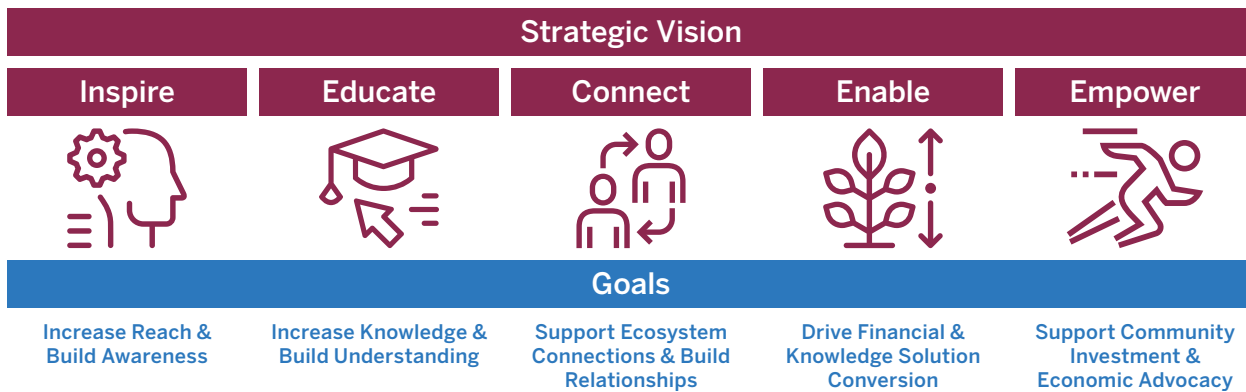 Strategic Vision
Inspire
Educate
Connect
Enable
Empower
Goals
Increase Reach &
Build Awareness
Increase Knowledge &
Build Understanding
Support Ecosystem
Connections & Build
Relationships
Drive Financial &
Knowledge Solution
Conversion
Support Community
Investment &
Economic Advocacy